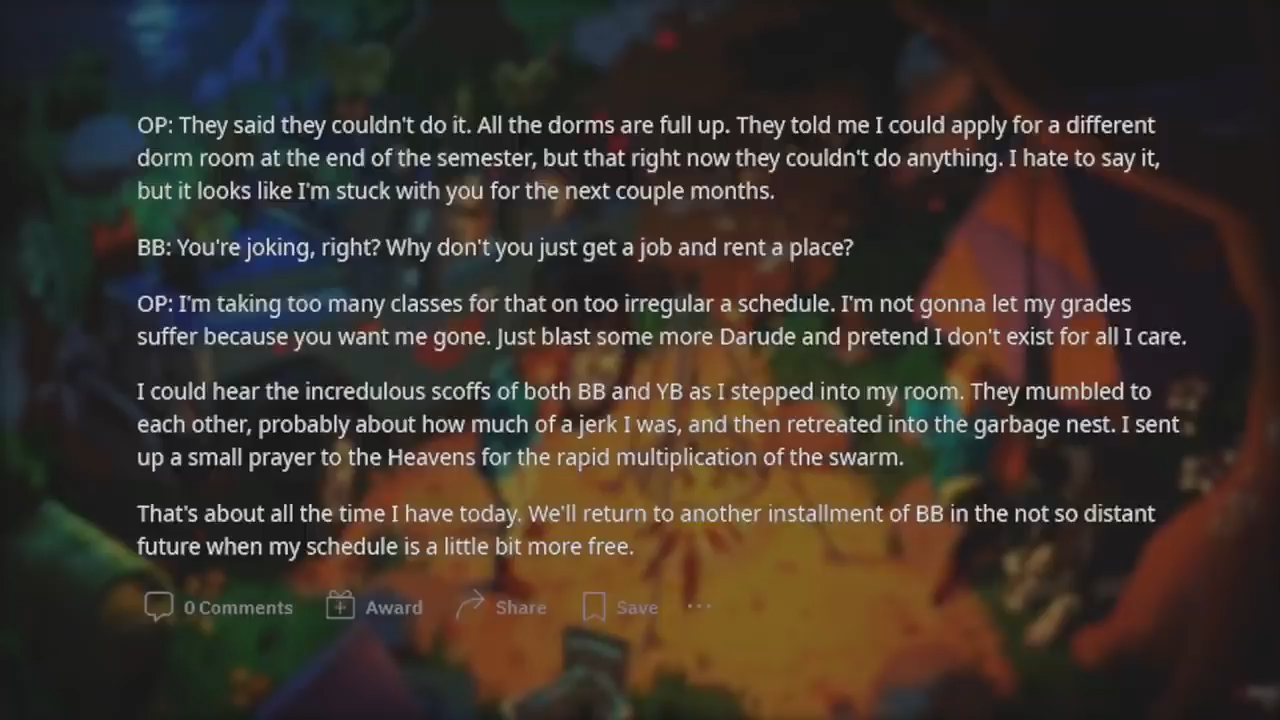 OP: They said they couldn't do it. All the dorms are full up. They told me I could apply for a different
dorm room at the end of the semester, but that right now they couldn't do anything. I hate to say it,
but it looks like I'm stuck with you for the next couple months.
BB: You're joking, right? Why don't you just get a job and rent a place?
OP: I'm taking too many classes for that on too irregular a schedule. I'm not gonna let my grades
suffer because you want me gone. Just blast some more Darude and pretend I don't exist for all I care.
I could hear the incredulous scoffs of both BB and YB as I stepped into my room. They mumbled to
each other, probably about how much of a jerk I was, and then retreated into the garbage nest. I sent
up a small prayer to the Heavens for the rapid multiplication of the swarm.
That's about all the time I have today. We'll return to another installment of BB in the not so distant
future when my schedule is a little bit more free.
0 Comments Award Share Save ...